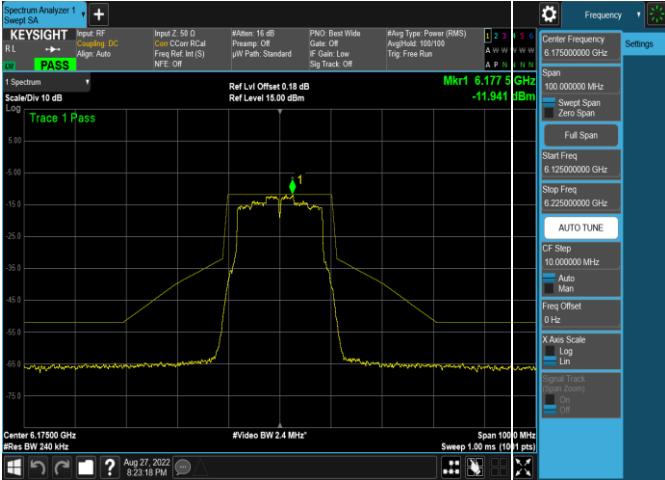 Spectrum Analyzer 1
Swept SA
Frequency
KEYSIGHT
RL
PASS
Input: RF
Coupling: DC
Align: Auto
Input Z: 50 Ω
Corr CCorr RCal
Freq Ref: Int (S)
NFE: Off
#Atten: 16 dB
Preamp: Off
µW Path: Standard
PNO: Best Wide
Gate: Off
IF Gain: Low
Sig Track: Off
#Avg Type: Power (RMS)
Avg|Hold: 100/100
Trig: Free Run
1 2 3 4 5 6
A W W W W W
A P N N N N
1 Spectrum
Scale/Div 10 dB
Ref Lvl Offset 0.18 dB
Ref Level 15.00 dBm
Mkr1 6.177 5 GHz
-11.941 dBm
Log
Trace 1 Pass
1
5.00
-5.00
-15.0
-25.0
-35.0
-45.0
-55.0
-65.0
-75.0
Center 6.17500 GHz
#Res BW 240 kHz
#Video BW 2.4 MHz*
Span 100.0 MHz
Sweep 1.00 ms (1001 pts)
Aug 27, 2022
8:23:18 PM
Center Frequency
6.175000000 GHz
Settings
Span
100.000000 MHz
Swept Span
Zero Span
Full Span
Start Freq
6.125000000 GHz
Stop Freq
6.225000000 GHz
AUTO TUNE
CF Step
10.000000 MHz
Auto
Man
Freq Offset
0 Hz
X Axis Scale
Log
Lin
Signal Track
(Span Zoom)
On
Off